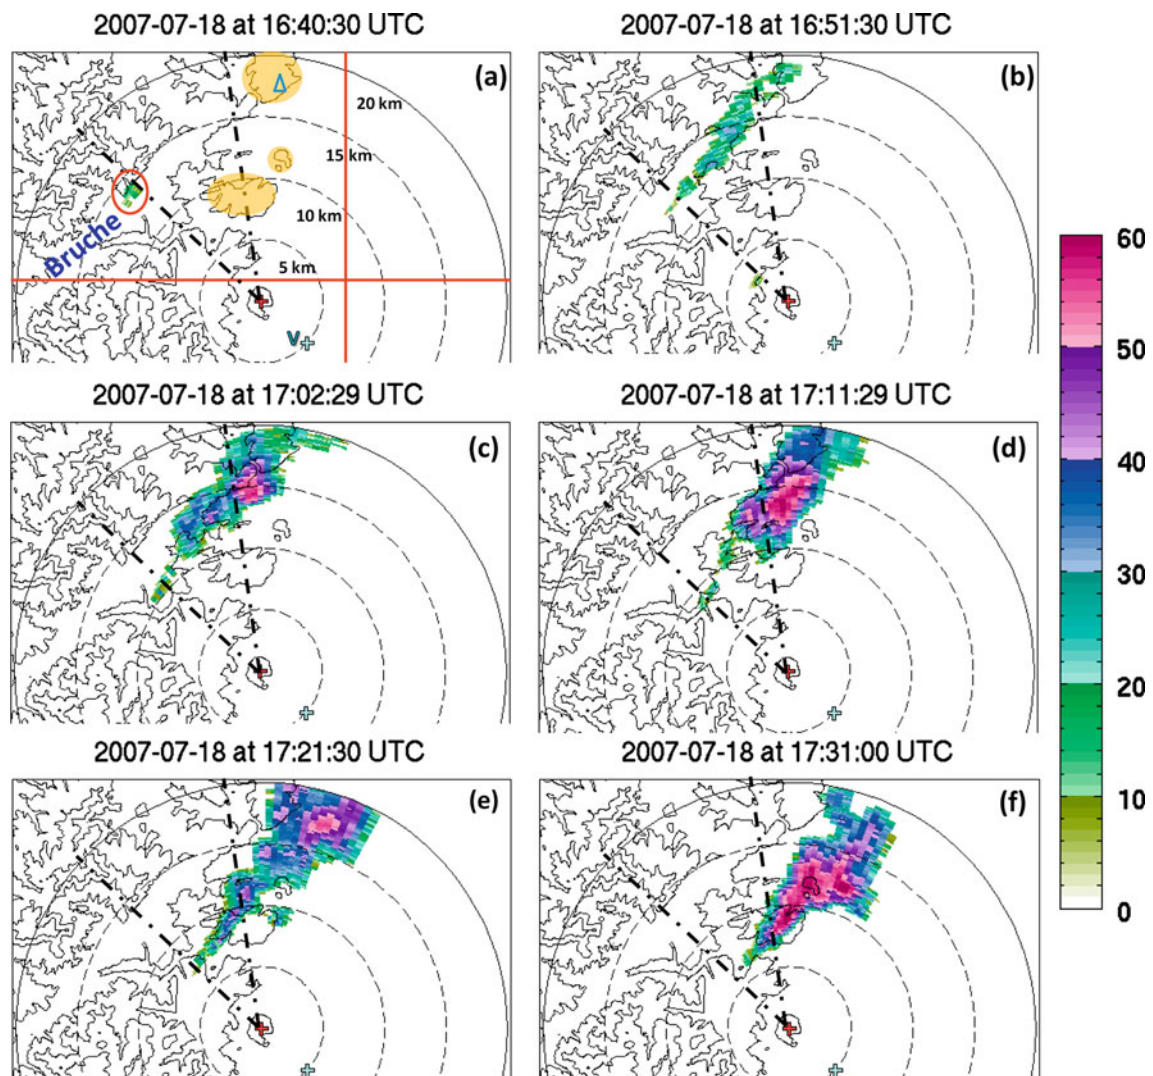 2007-07-18 at 16:40:30 UTC
2007-07-18 at 16:51:30 UTC
(a)
(b)
Δ
20 km
15 km
10 km
Bruche
5 km
V
2007-07-18 at 17:02:29 UTC
2007-07-18 at 17:11:29 UTC
(c)
(d)
2007-07-18 at 17:21:30 UTC
2007-07-18 at 17:31:00 UTC
(e)
(f)
60
50
40
30
20
10
0